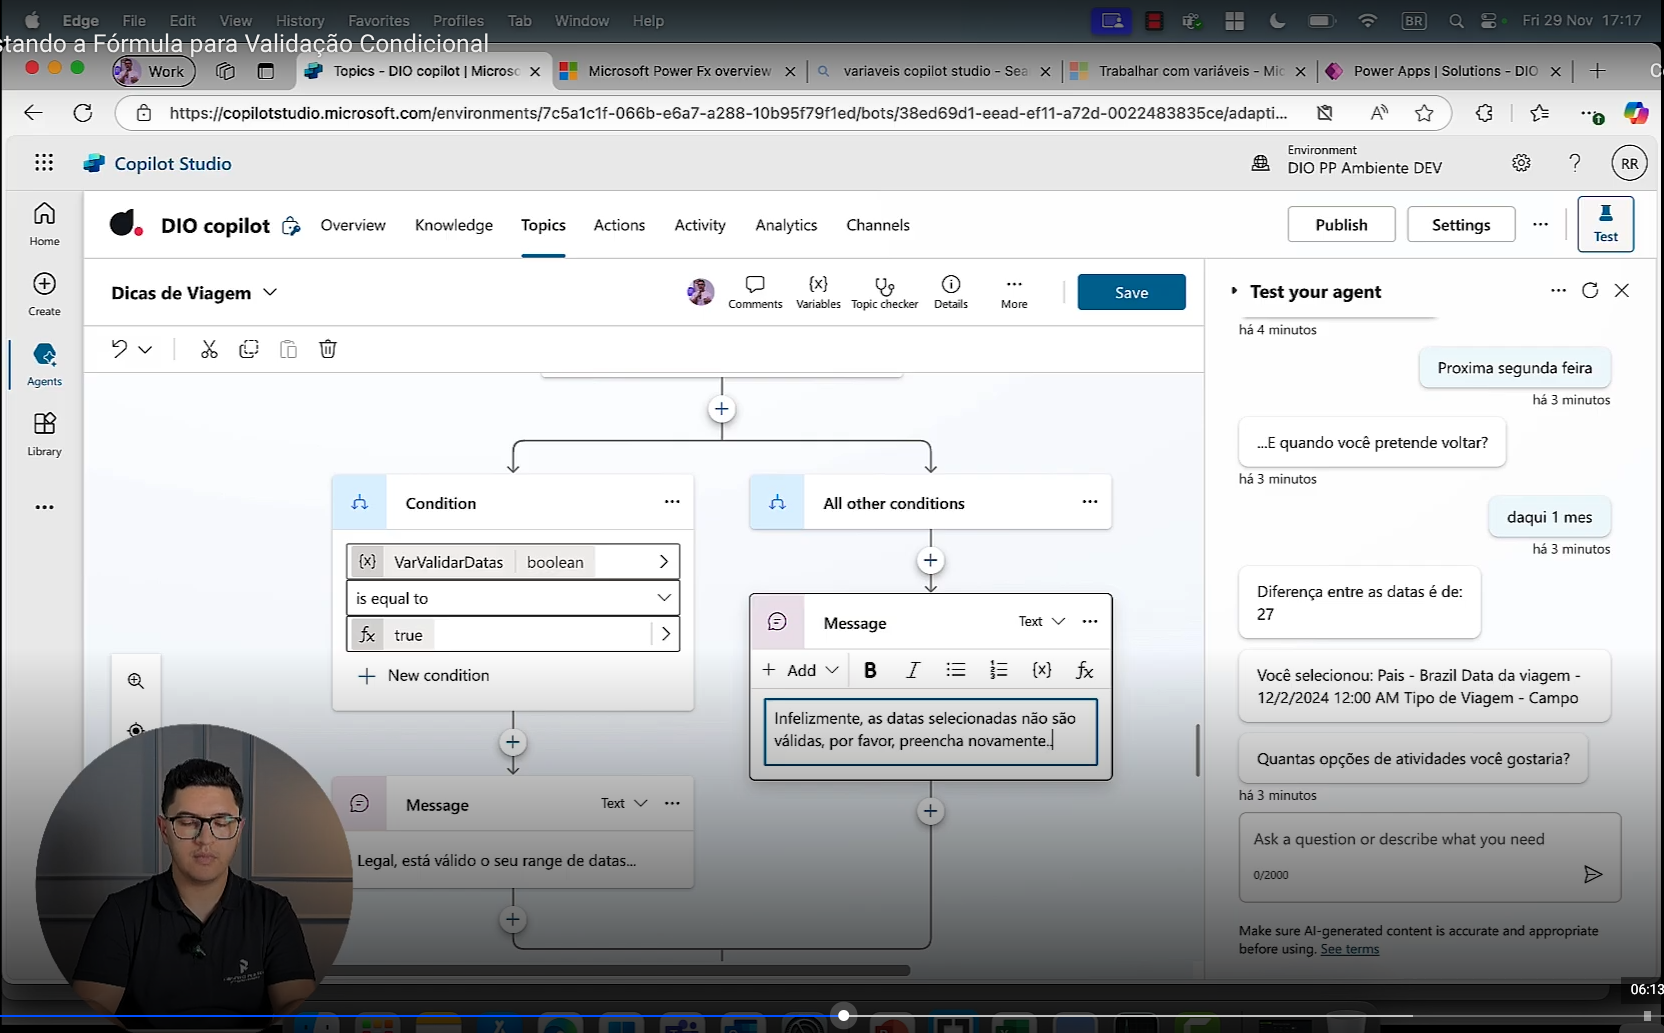 Edge File Edit View History Favorites Profiles Tab Window Help
BR Fri 29 Nov 17:17
stando a Fórmula para Validação Condicional
Work
Topics - DIO copilot | Microso
Microsoft Power Fx overview
variaveis copilot studio - Sea
Trabalhar com variáveis - Mic
Power Apps | Solutions - DIO
https://copilotstudio.microsoft.com/environments/7c5a1c1f-066b-e6a7-a288-10b95f79f1ed/bots/38ed69d1-eead-ef11-a72d-0022483835ce/adapti...
Copilot Studio
Environment
DIO PP Ambiente DEV
RR
Home
Create
Agents
Library
DIO copilot
Overview Knowledge Topics Actions Activity Analytics Channels
Publish
Settings
Test
Dicas de Viagem
Comments
Variables
Topic checker
Details
More
Save
Condition
{x} VarValidarDatas boolean
is equal to
fx true
New condition
Message
Text
Legal, está válido o seu range de datas...
All other conditions
Message
Text
Add B I {x} fx
Infelizmente, as datas selecionadas não são
válidas, por favor, preencha novamente..
Test your agent
há 4 minutos
Proxima segunda feira
há 3 minutos
...E quando você pretende voltar?
há 3 minutos
daqui 1 mes
há 3 minutos
Diferença entre as datas é de:
27
Você selecionou: Pais - Brazil Data da viagem -
12/2/2024 12:00 AM Tipo de Viagem - Campo
Quantas opções de atividades você gostaria?
há 3 minutos
Ask a question or describe what you need
0/2000
Make sure AI-generated content is accurate and appropriate
before using. See terms
06:13